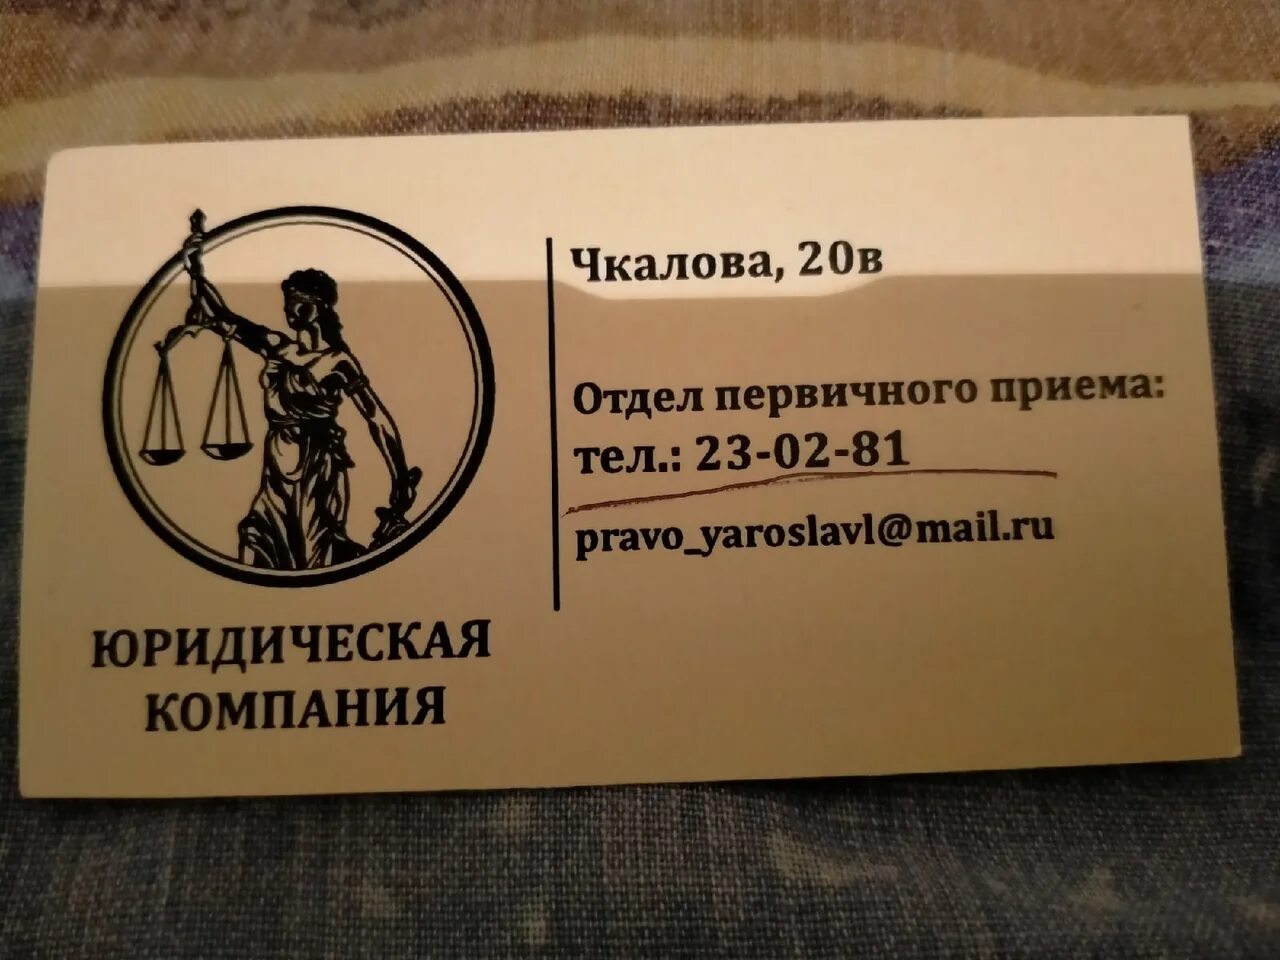 ЮРИДИЧЕСКАЯ
КОМПАНИЯ
Чкалова, 20в
Отдел первичного приема:
тел.: 23-02-81
pravo_yaroslavl@mail.ru